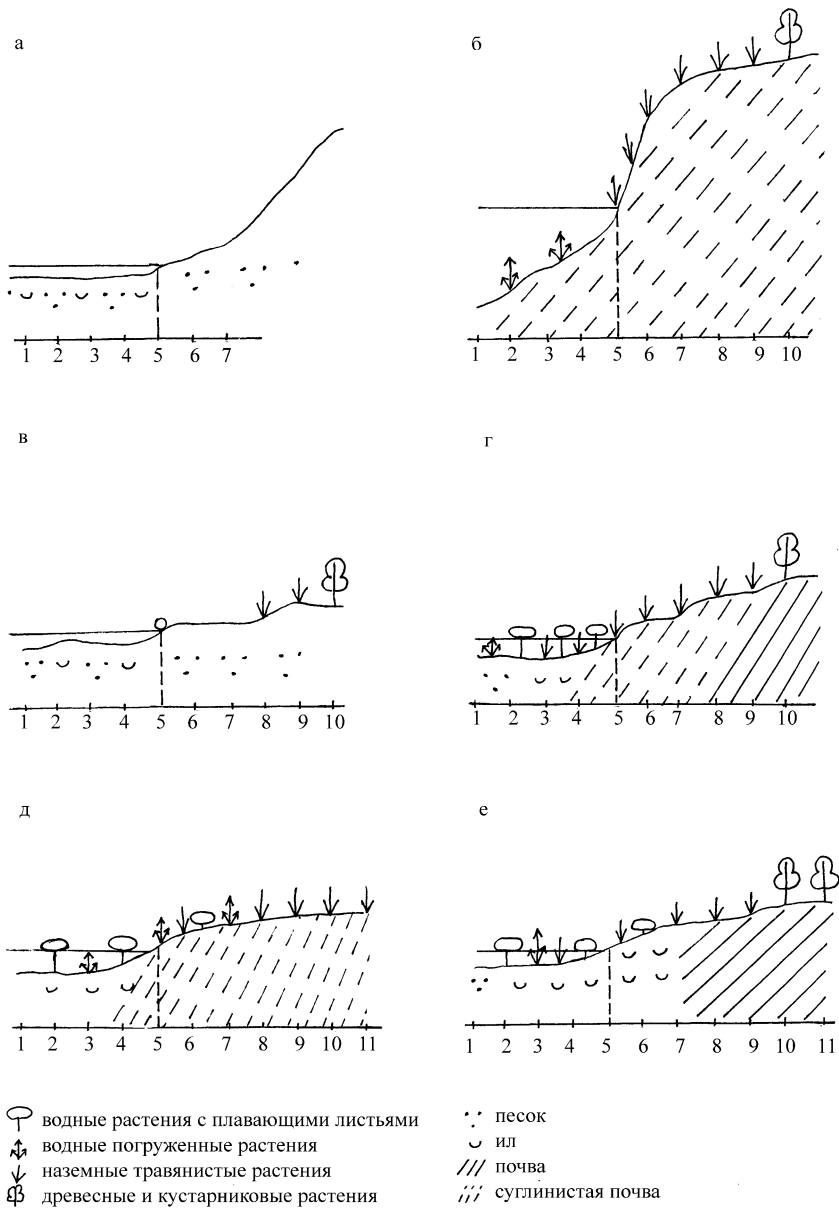 а
б
1 2 3 4 5 6 7
1 2 3 4 5 6 7 8 9 10
в
г
1 2 3 4 5 6 7 8 9 10
1 2 3 4 5 6 7 8 9 10
д
е
1 2 3 4 5 6 7 8 9 10 11
1 2 3 4 5 6 7 8 9 10 11
водные растения с плавающими листьями
водные погруженные растения
наземные травянистые растения
древесные и кустарниковые растения
песок
ил
почва
суглинистая почва